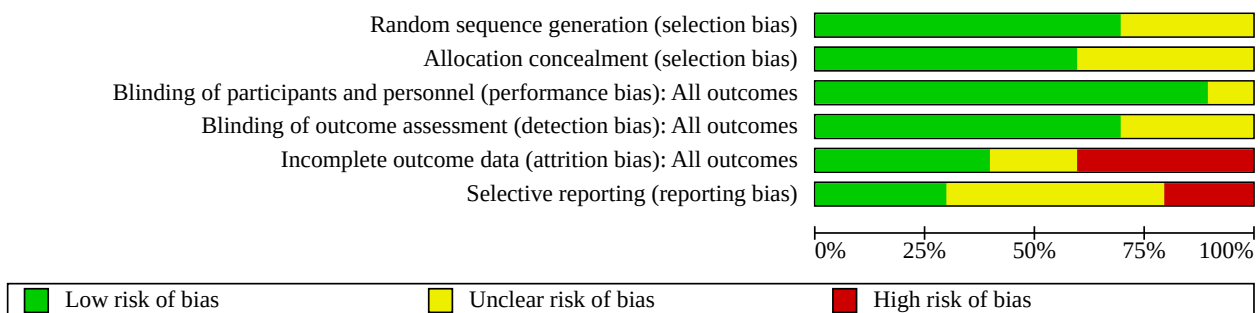 Random sequence generation (selection bias)
Allocation concealment (selection bias)
Blinding of participants and personnel (performance bias): All outcomes
Blinding of outcome assessment (detection bias): All outcomes
Incomplete outcome data (attrition bias): All outcomes
Selective reporting (reporting bias)
0% 25% 50% 75% 100%
Low risk of bias Unclear risk of bias High risk of bias